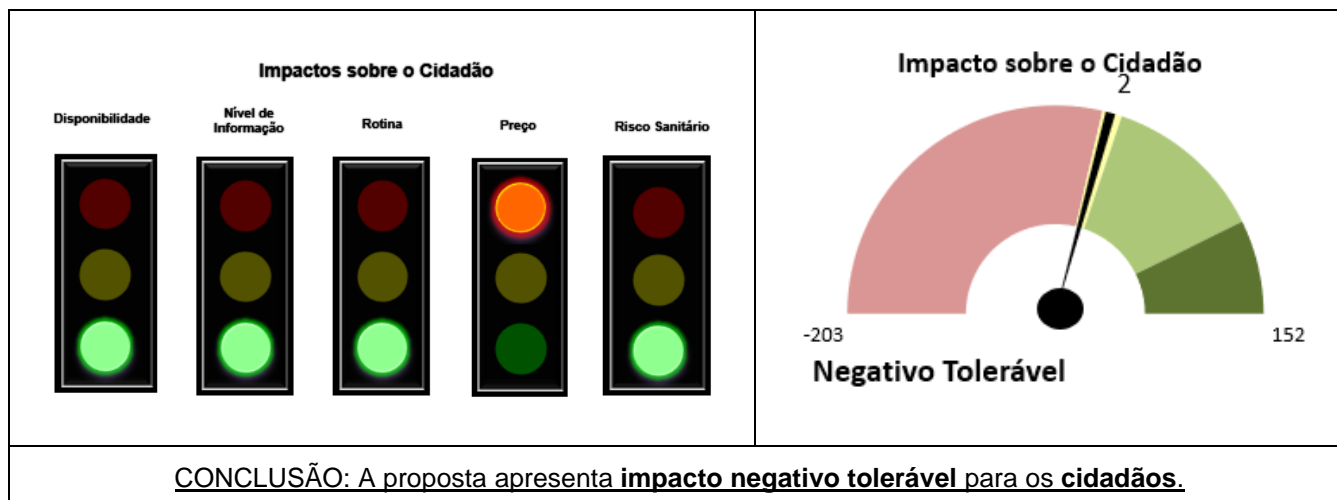 Impactos sobre o Cidadão
Disponibilidade
Nível de
Informação
Rotina
Preço
Risco Sanitário
Impacto sobre o Cidadão
2
-203
152
Negativo Tolerável
CONCLUSÃO: A proposta apresenta impacto negativo tolerável para os cidadãos.